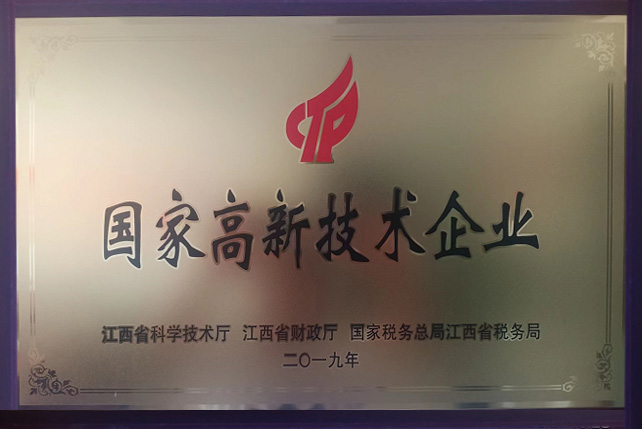 CTP
国家高新技术企业
江西省科学技术厅 江西省财政厅 国家税务总局江西省税务局
二〇一九年